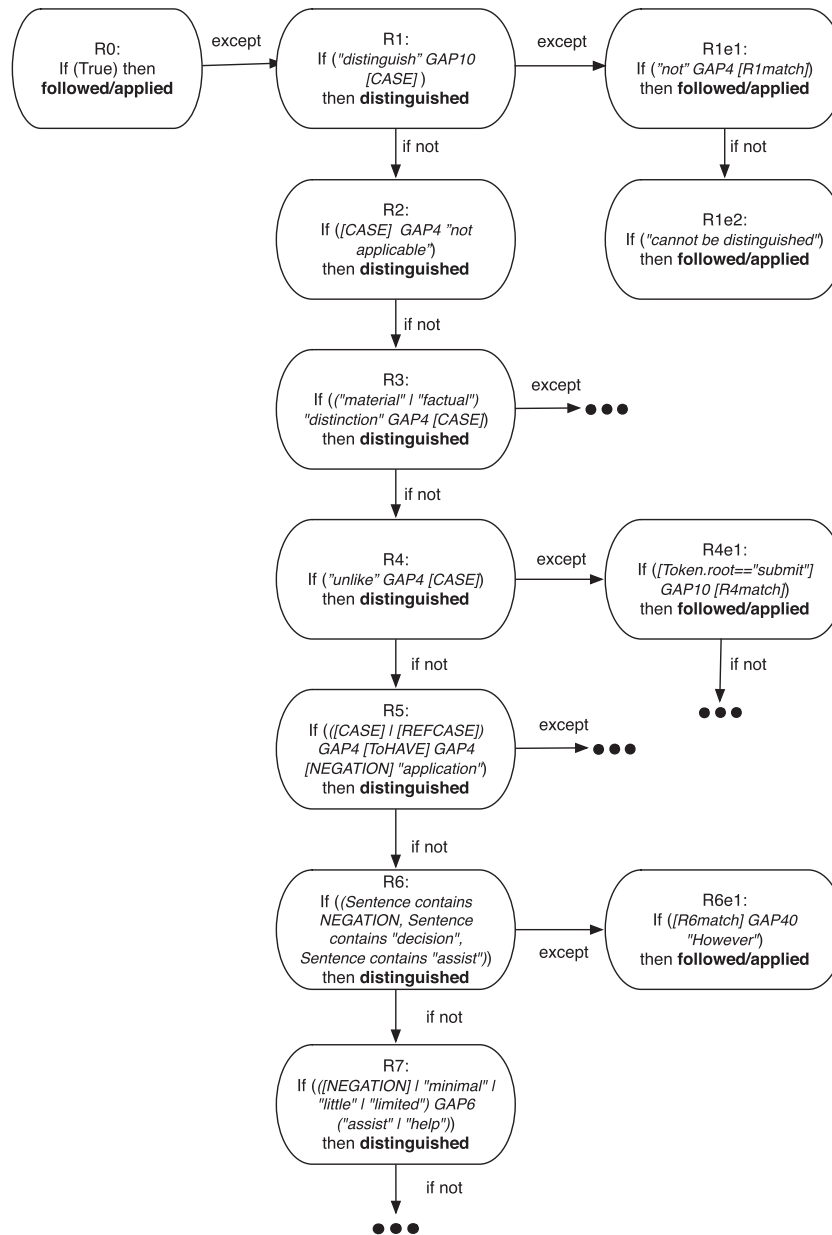 R0:
If (True) then
followed/applied
except
R1:
If ("distinguish" GAP10
[CASE] )
then distinguished
except
R1e1:
If ("not" GAP4 [R1match])
then followed/applied
if not
if not
R2:
If ([CASE] GAP4 "not
applicable")
then distinguished
R1e2:
If ("cannot be distinguished")
then followed/applied
if not
R3:
If (("material" | "factual")
"distinction" GAP4 [CASE])
then distinguished
except
if not
R4:
If ("unlike" GAP4 [CASE])
then distinguished
except
R4e1:
If ([Token.root=="submit"]
GAP10 [R4match])
then followed/applied
if not
if not
R5:
If (([CASE] | [REFCASE])
GAP4 [ToHAVE] GAP4
[NEGATION] "application")
then distinguished
except
if not
R6:
If ((Sentence contains
NEGATION, Sentence
contains "decision",
Sentence contains "assist"))
then distinguished
except
R6e1:
If ([R6match] GAP40
"However")
then followed/applied
if not
R7:
If (([NEGATION] | "minimal" |
"little" | "limited") GAP6
("assist" | "help"))
then distinguished
if not